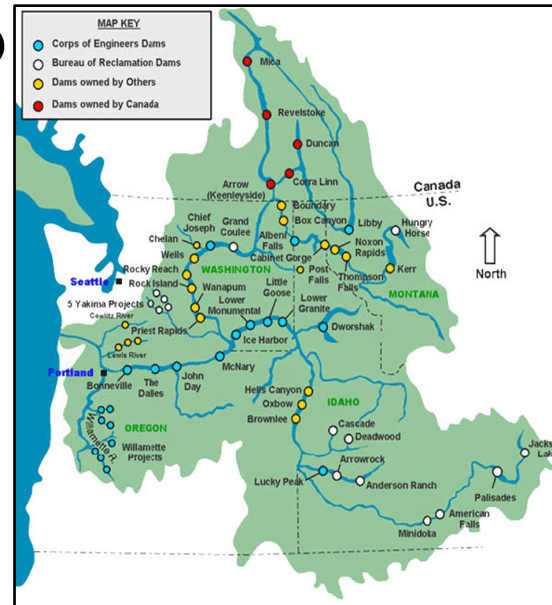 MAP KEY
Corps of Engineers Dams
Bureau of Reclamation Dams
Dams owned by Others
Dams owned by Canada
Mica
Revelstoke
Duncan
Corra Linn
Arrow
(Keenleyside)
Canada
U.S.
Boundary
Box Canyon
Libby
Hungry
Horse
Chief
Joseph
Grand
Coulee
Albeni
Falls
Chelan
Cabinet Gorge
Noxon
Rapids
Wells
North
Rocky Reach
WASHINGTON
Post
Falls
Thompson
Falls
Kerr
Seattle
Rock Island
MONTANA
5 Yakima Projects
Wanapum
Little
Goose
Cowlitz River
Lower
Monumental
Lower
Granite
Priest Rapids
Dworshak
Lewis River
Ice Harbor
Portland
McNary
Bonneville
The
Dalles
John
Day
Hells Canyon
Oxbow
IDAHO
Brownlee
Cascade
OREGON
Deadwood
Willamette R.
Willamette
Projects
Jacks
Lak
Arrowrock
Lucky Peak
Anderson Ranch
Palisades
American
Falls
Minidoka